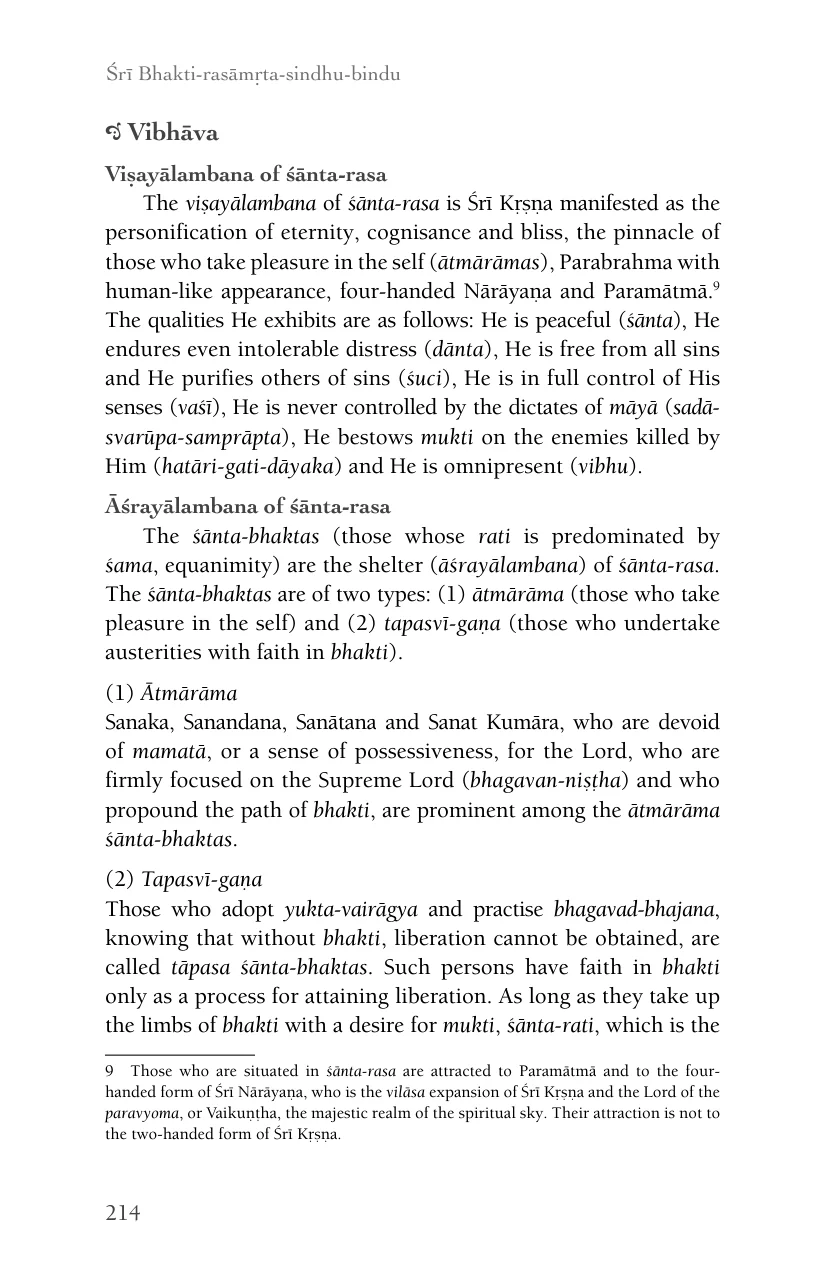 Śrī Bhakti-rasāmṛta-sindhu-bindu
Vibhāva
Viṣayālambana of śānta-rasa
The viṣayālambana of śānta-rasa is Śrī Kṛṣṇa manifested as the
personification of eternity, cognisance and bliss, the pinnacle of
those who take pleasure in the self (ātmārāmas), Parabrahma with
human-like appearance, four-handed Nārāyaṇa and Paramātmā.9
The qualities He exhibits are as follows: He is peaceful (śānta), He
endures even intolerable distress (dānta), He is free from all sins
and He purifies others of sins (śuci), He is in full control of His
senses (vaśī), He is never controlled by the dictates of māyā (sadā-
svarūpa-samprāpta), He bestows mukti on the enemies killed by
Him (hatāri-gati-dāyaka) and He is omnipresent (vibhu).
Āśrayālambana of śānta-rasa
The śānta-bhaktas (those whose rati is predominated by
śama, equanimity) are the shelter (āśrayālambana) of śānta-rasa.
The śānta-bhaktas are of two types: (1) ātmārāma (those who take
pleasure in the self) and (2) tapasvī-gaṇa (those who undertake
austerities with faith in bhakti).
(1) Ātmārāma
Sanaka, Sanandana, Sanātana and Sanat Kumāra, who are devoid
of mamatā, or a sense of possessiveness, for the Lord, who are
firmly focused on the Supreme Lord (bhagavan-niṣṭha) and who
propound the path of bhakti, are prominent among the ātmārāma
śānta-bhaktas.
(2) Tapasvī-gaṇa
Those who adopt yukta-vairāgya and practise bhagavad-bhajana,
knowing that without bhakti, liberation cannot be obtained, are
called tāpasa śānta-bhaktas. Such persons have faith in bhakti
only as a process for attaining liberation. As long as they take up
the limbs of bhakti with a desire for mukti, śānta-rati, which is the
9 Those who are situated in śānta-rasa are attracted to Paramātmā and to the four-
handed form of Śrī Nārāyaṇa, who is the vilāsa expansion of Śrī Kṛṣṇa and the Lord of the
paravyoma, or Vaikuṇṭha, the majestic realm of the spiritual sky. Their attraction is not to
the two-handed form of Śrī Kṛṣṇa.
214